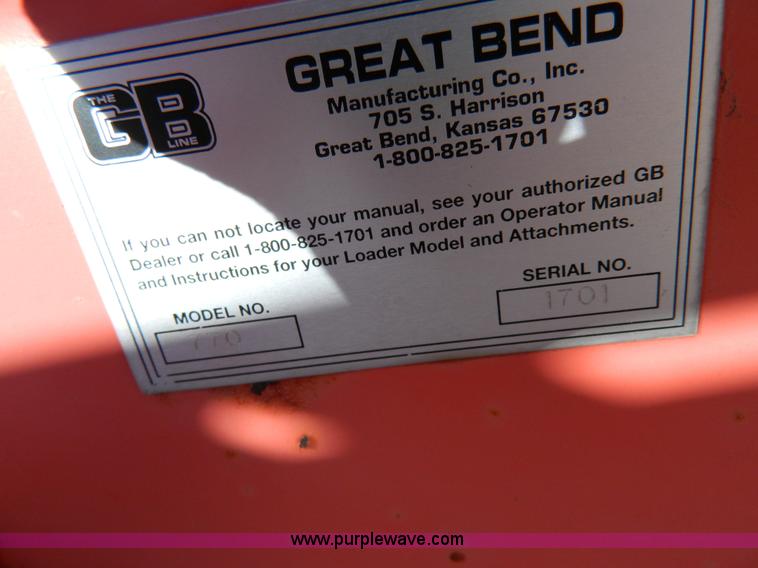 THE
GB
LINE
GREAT BEND
Manufacturing Co., Inc.
705 S. Harrison
Great Bend, Kansas 67530
1-800-825-1701
If you can not locate your manual, see your authorized GB
Dealer or call 1-800-825-1701 and order an Operator Manual
and Instructions for your Loader Model and Attachments.
MODEL NO.
SERIAL NO.
1701
www.purplewave.com